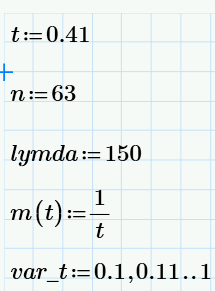 t:=0.41
n:=63
lymda:=150
m(t):=1/t
var_t:=0.1,0.11..1